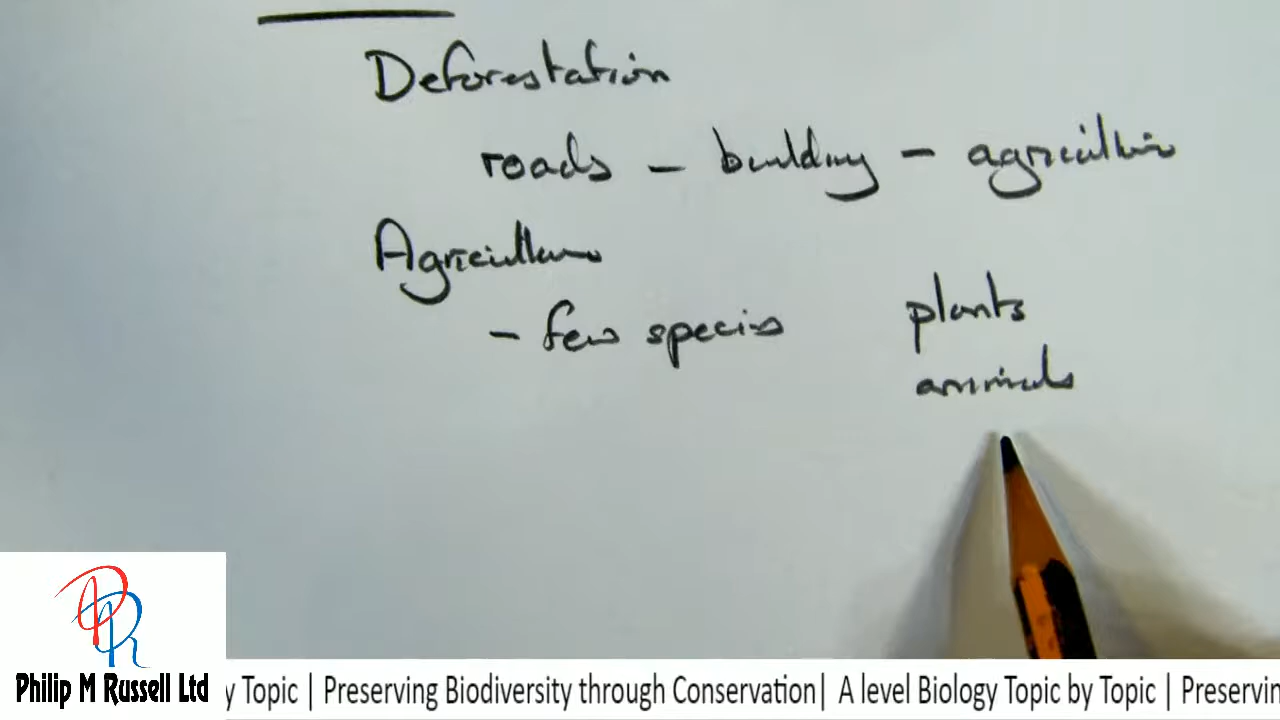 Deforestation
roads – building – agriculture
Agriculture
– few species
plants
animals
Philip M Russell Ltd
y Topic | Preserving Biodiversity through Conservation| A level Biology Topic by Topic | Preservin